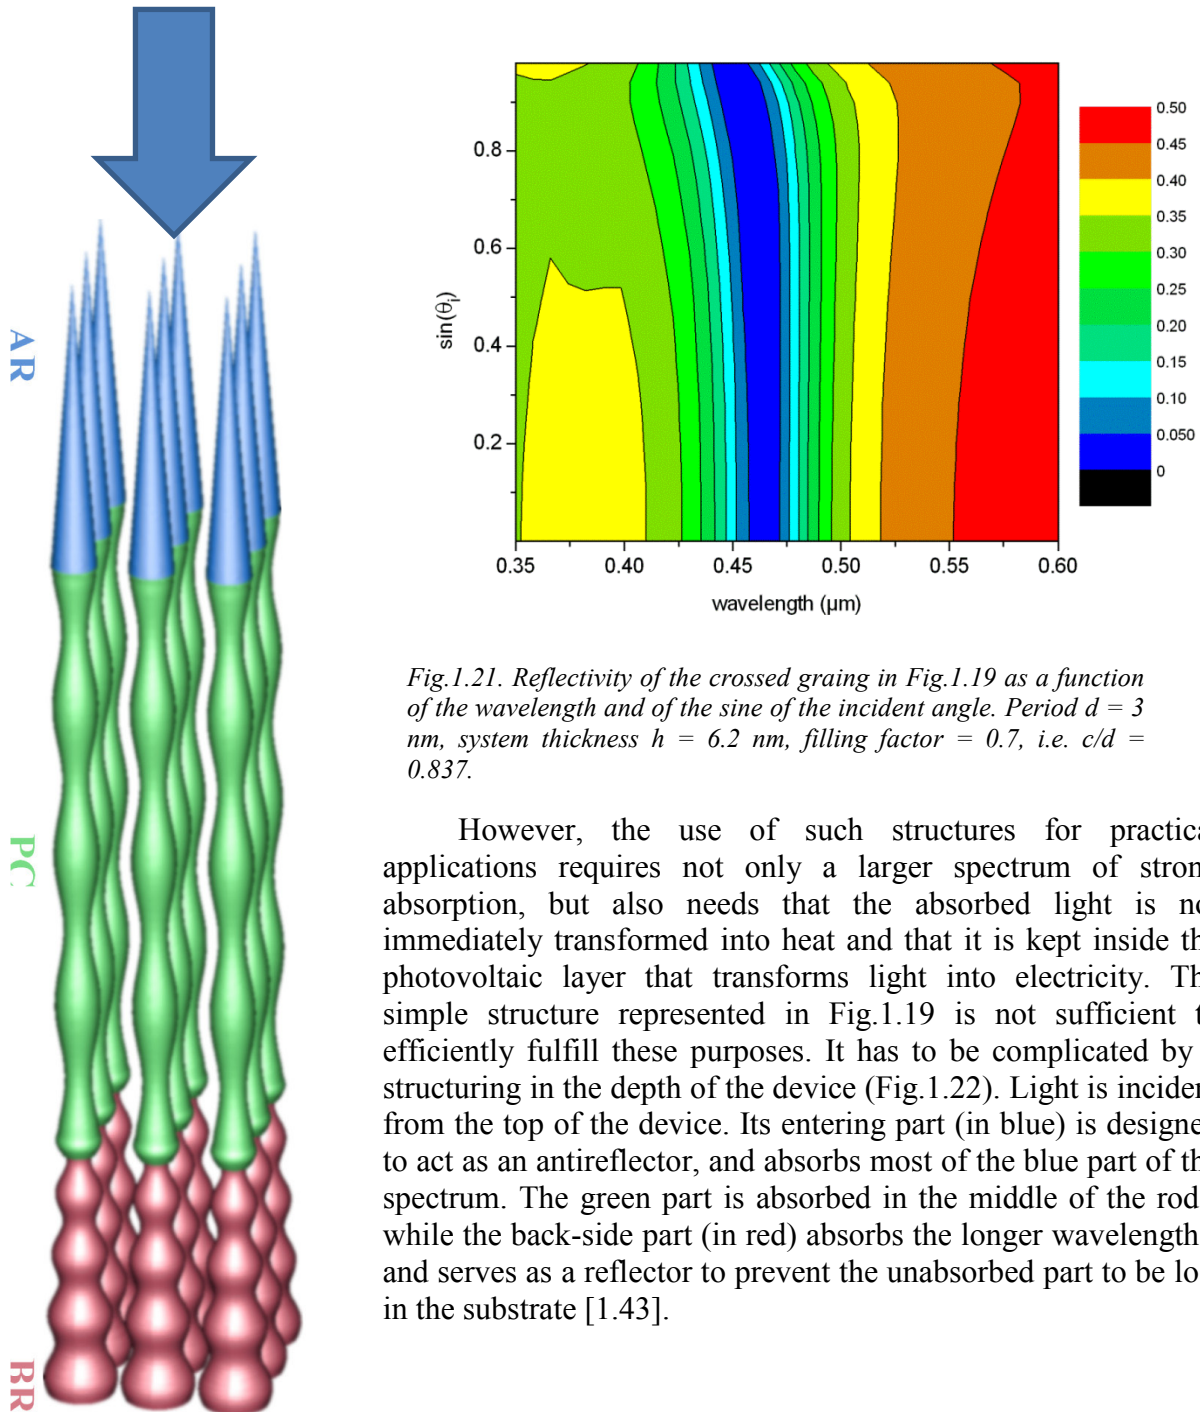 AR
PC
BR
sin(θi)
0.8
0.6
0.4
0.2
0.35 0.40 0.45 0.50 0.55 0.60
wavelength (µm)
0.50
0.45
0.40
0.35
0.30
0.25
0.20
0.15
0.10
0.050
0
Fig.1.21. Reflectivity of the crossed graing in Fig.1.19 as a function
of the wavelength and of the sine of the incident angle. Period d = 3
nm, system thickness h = 6.2 nm, filling factor = 0.7, i.e. c/d =
0.837.
However, the use of such structures for practica
applications requires not only a larger spectrum of stron
absorption, but also needs that the absorbed light is no
immediately transformed into heat and that it is kept inside th
photovoltaic layer that transforms light into electricity. Th
simple structure represented in Fig.1.19 is not sufficient t
efficiently fulfill these purposes. It has to be complicated by
structuring in the depth of the device (Fig.1.22). Light is inciden
from the top of the device. Its entering part (in blue) is designe
to act as an antireflector, and absorbs most of the blue part of th
spectrum. The green part is absorbed in the middle of the rod
while the back-side part (in red) absorbs the longer wavelength
and serves as a reflector to prevent the unabsorbed part to be lo
in the substrate [1.43].